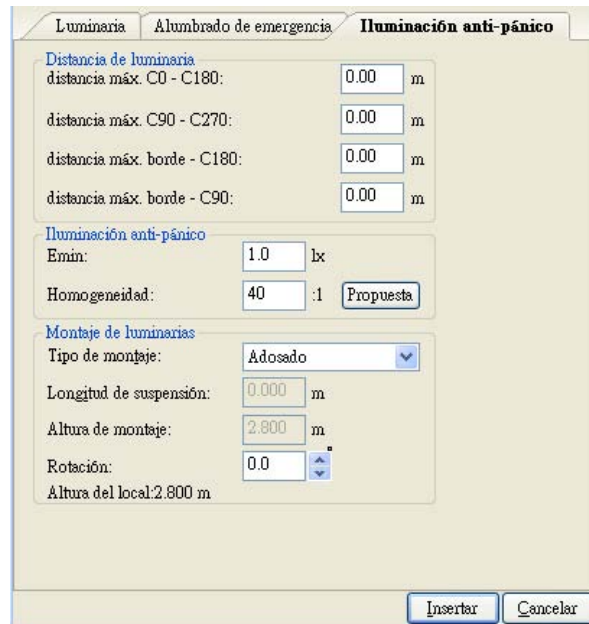 Luminaria Alumbrado de emergencia Iluminación anti-pánico
Distancia de luminaria
distancia máx. C0 - C180: 0.00 m
distancia máx. C90 - C270: 0.00 m
distancia máx. borde - C180: 0.00 m
distancia máx. borde - C90: 0.00 m
Iluminación anti-pánico
Emin: 1.0 lx
Homogeneidad: 40 :1 Propuesta
Montaje de luminarias
Tipo de montaje: Adosado
Longitud de suspensión: 0.000 m
Altura de montaje: 2.800 m
Rotación: 0.0 °
Altura del local:2.800 m
Insertar Cancelar